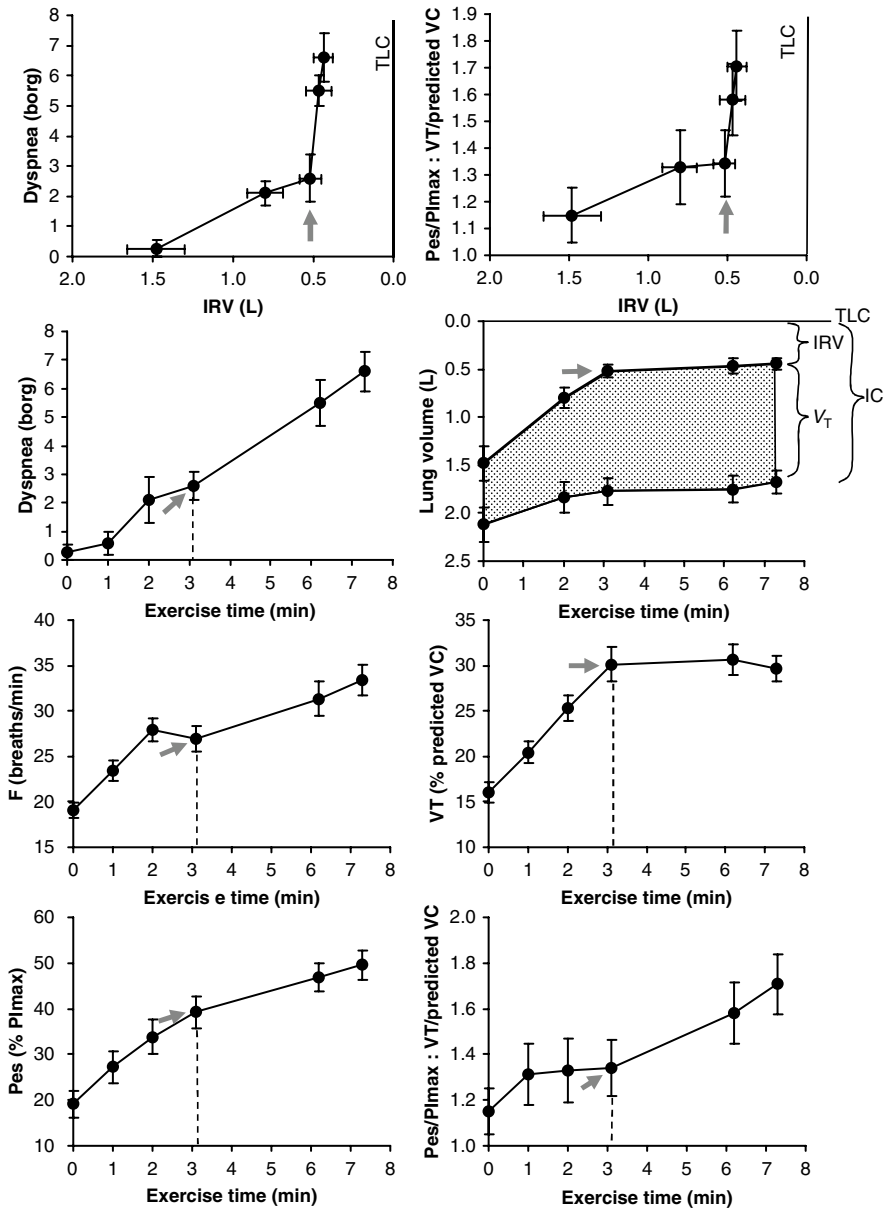 Dyspnea (borg)
8
7
6
5
4
3
2
1
0
2.0 1.5 1.0 0.5 0.0
IRV (L)
TLC
Pes/PImax : VT/predicted VC
1.9
1.8
1.7
1.6
1.5
1.4
1.3
1.2
1.1
1.0
2.0 1.5 1.0 0.5 0.0
IRV (L)
TLC
Dyspnea (borg)
8
7
6
5
4
3
2
1
0
0 1 2 3 4 5 6 7 8
Exercise time (min)
Lung volume (L)
0.0
0.5
1.0
1.5
2.0
2.5
0 1 2 3 4 5 6 7 8
Exercise time (min)
TLC
IRV
IC
VT
F (breaths/min)
40
35
30
25
20
15
0 1 2 3 4 5 6 7 8
Exercis e time (min)
VT (% predicted VC)
35
30
25
20
15
10
0 1 2 3 4 5 6 7 8
Exercise time (min)
Pes (% PImax)
60
50
40
30
20
10
0 1 2 3 4 5 6 7 8
Exercise time (min)
Pes/PImax : VT/predicted VC
2.0
1.8
1.6
1.4
1.2
1.0
0 1 2 3 4 5 6 7 8
Exercise time (min)